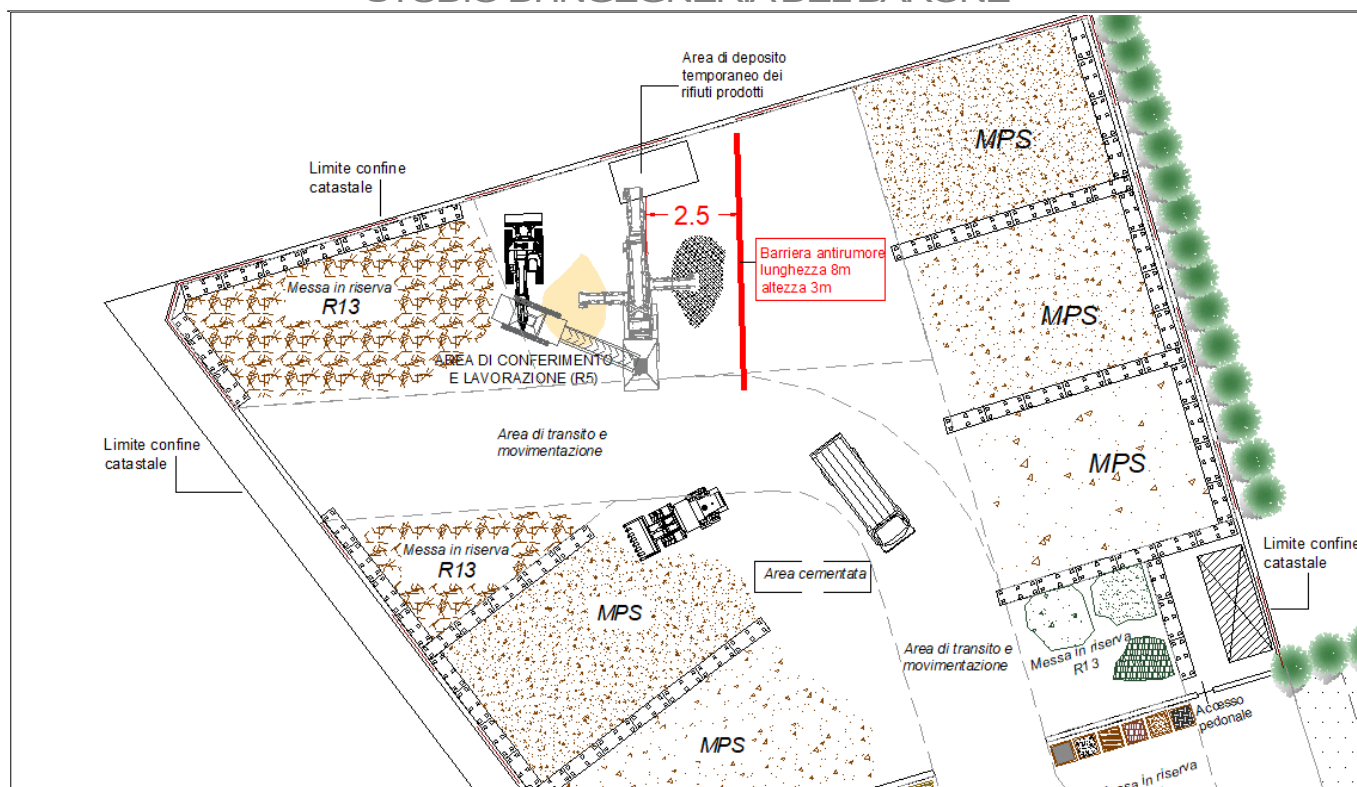 Area di deposito
temporaneo dei
rifiuti prodotti
MPS
Limite confine
catastale
2.5
Barriera antirumore
lunghezza 8m
altezza 3m
Messa in riserva
R13
MPS
AREA DI CONFERIMENTO
E LAVORAZIONE (R5)
Limite confine
catastale
Area di transito e
movimentazione
MPS
Messa in riserva
R13
Limite confine
catastale
Area cementata
MPS
Area di transito e
movimentazione
Messa in riserva
R13
Accesso
pedonale
MPS
Messa in riserva